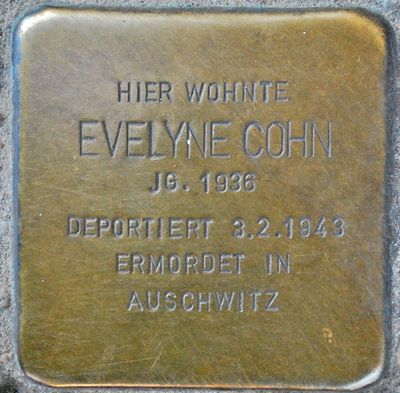 HIER WOHNTE
EVELYNE COHN
JG. 1936
DEPORTIERT 3.2.1943
ERMORDET IN
AUSCHWITZ